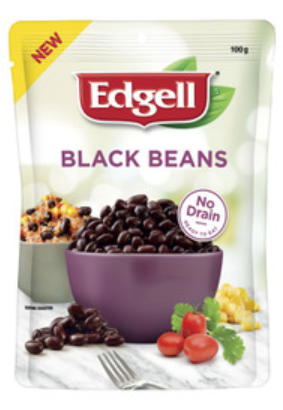 NEW
100g
Edgell
BLACK BEANS
No
Drain
READY TO EAT